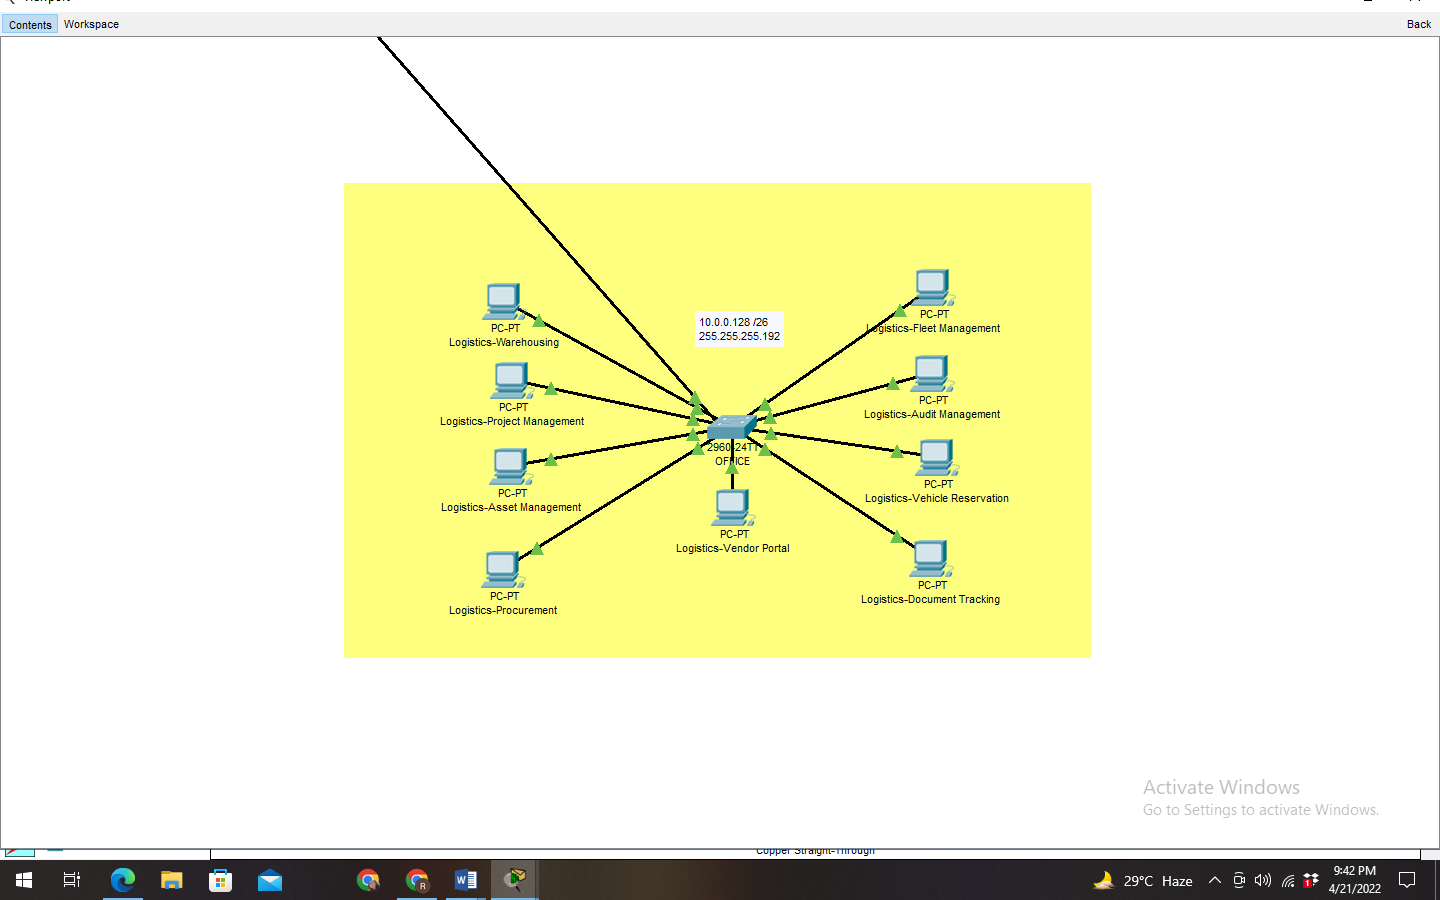 Contents Workspace Back
10.0.0.128 /26
255.255.255.192
PC-PT
Logistics-Warehousing
PC-PT
Logistics-Project Management
PC-PT
Logistics-Asset Management
PC-PT
Logistics-Procurement
2960-24TT
OFFICE
PC-PT
Logistics-Vendor Portal
PC-PT
Logistics-Fleet Management
PC-PT
Logistics-Audit Management
PC-PT
Logistics-Vehicle Reservation
PC-PT
Logistics-Document Tracking
Activate Windows
Go to Settings to activate Windows.
Copper Straight-Through
29°C Haze
9:42 PM
4/21/2022